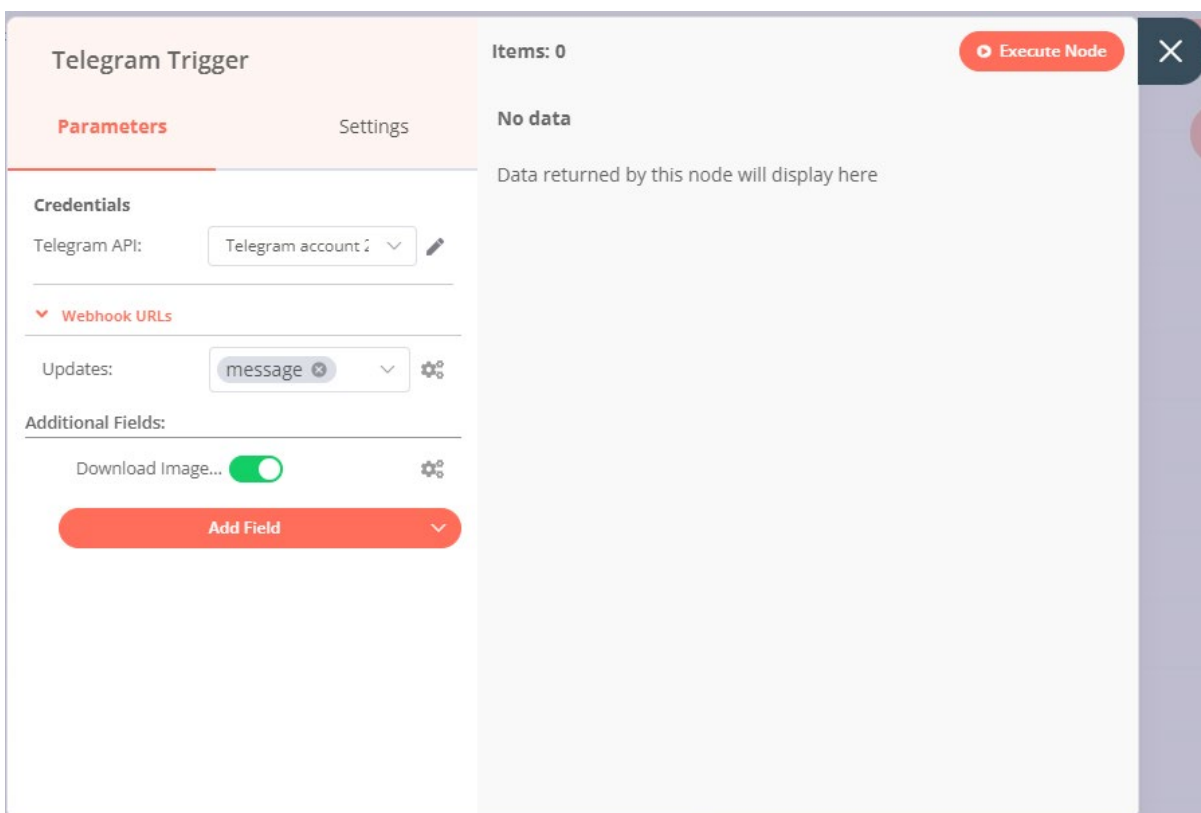 Telegram Trigger
Parameters
Settings
Credentials
Telegram API:
Telegram account 2
Webhook URLs
Updates:
message
Additional Fields:
Download Image...
Add Field
Items: 0
Execute Node
No data
Data returned by this node will display here